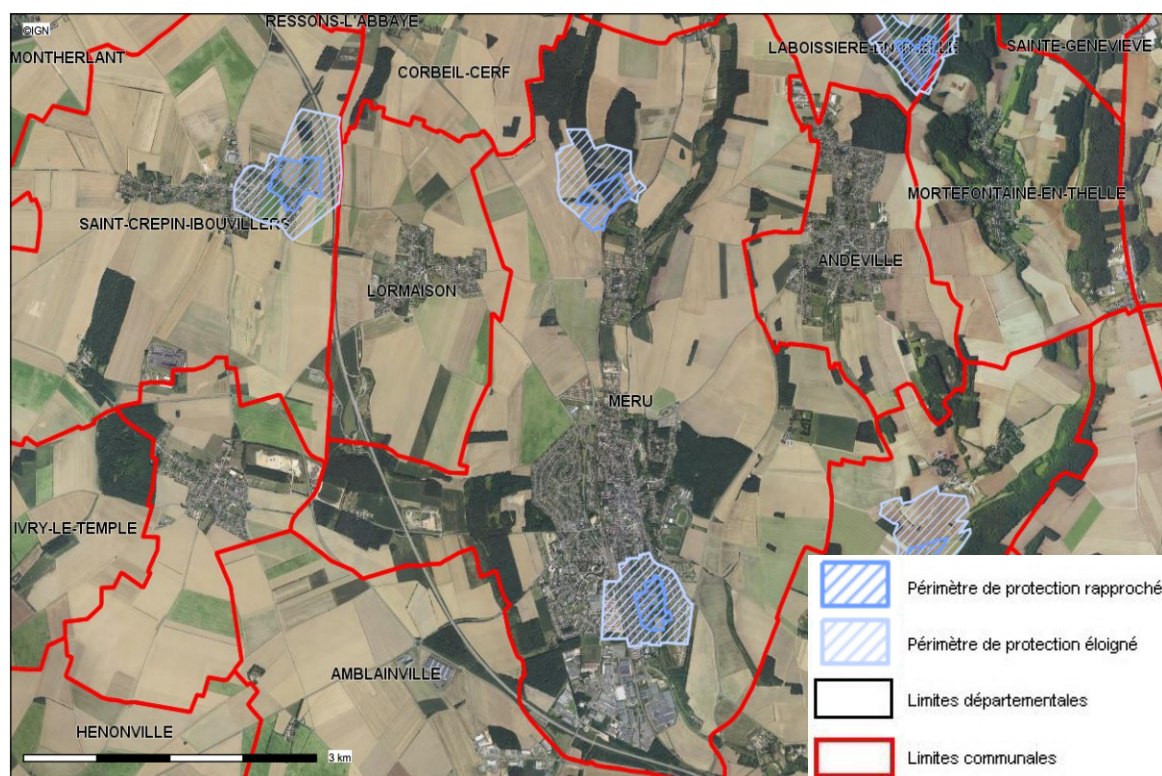 RESSONS-L'ABBAYE
©IGN
MONTHERLANT
CORBEIL-CERF
LABOISSIERE-EN-THELLE
SAINTE-GENEVIEVE
MORTEFONTAINE-EN-THELLE
SAINT-CREPIN-IBOUVILLERS
ANDEVILLE
LORMAISON
MERU
IVRY-LE-TEMPLE
AMBLAINVILLE
HENONVILLE
3 km
Périmètre de protection rapproché
Périmètre de protection éloigné
Limites départementales
Limites communales